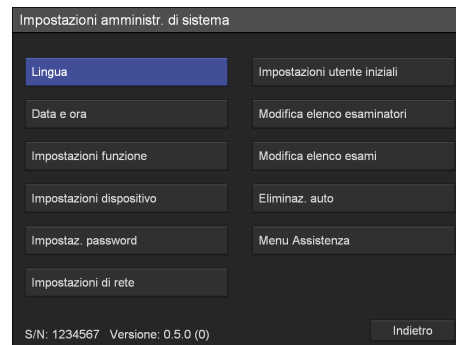 Impostazioni amministr. di sistema
Lingua
Data e ora
Impostazioni funzione
Impostazioni dispositivo
Impostaz. password
Impostazioni di rete
Impostazioni utente iniziali
Modifica elenco esaminatori
Modifica elenco esami
Eliminaz. auto
Menu Assistenza
S/N: 1234567 Versione: 0.5.0 (0)
Indietro